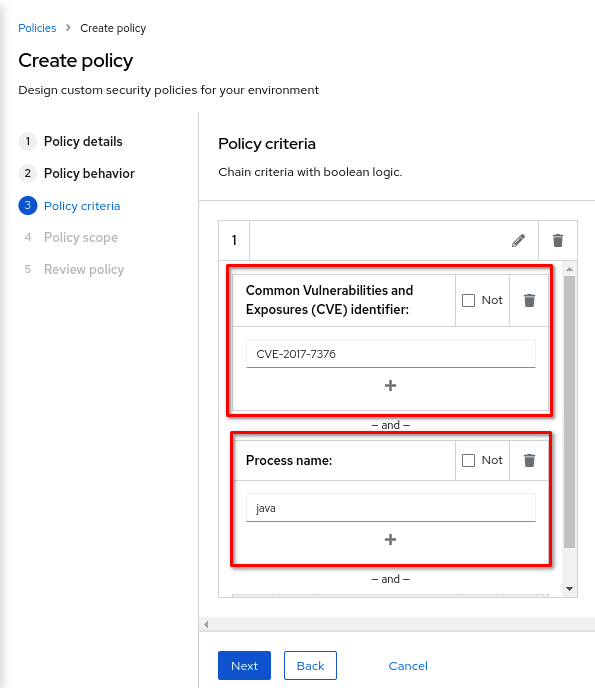 Policies > Create policy
Create policy
Design custom security policies for your environment
1 Policy details
2 Policy behavior
3 Policy criteria
4 Policy scope
5 Review policy
Policy criteria
Chain criteria with boolean logic.
1
Common Vulnerabilities and
Exposures (CVE) identifier:
Not
CVE-2017-7376
+
– and –
Process name:
Not
java
+
– and –
Next
Back
Cancel